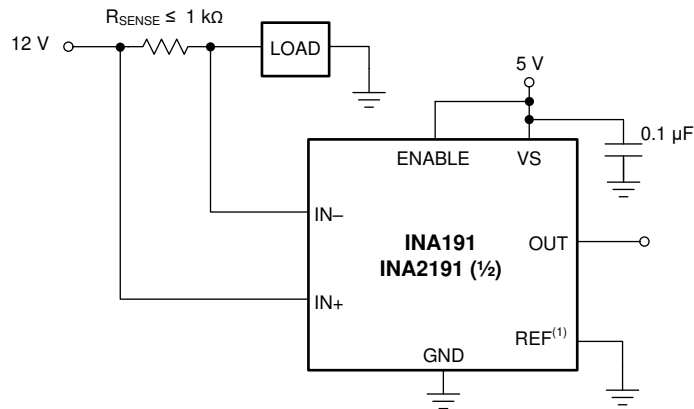 RSENSE ≤ 1 kΩ
12 V
LOAD
5 V
0.1 µF
ENABLE
VS
IN–
INA191
INA2191 (½)
OUT
IN+
REF(1)
GND